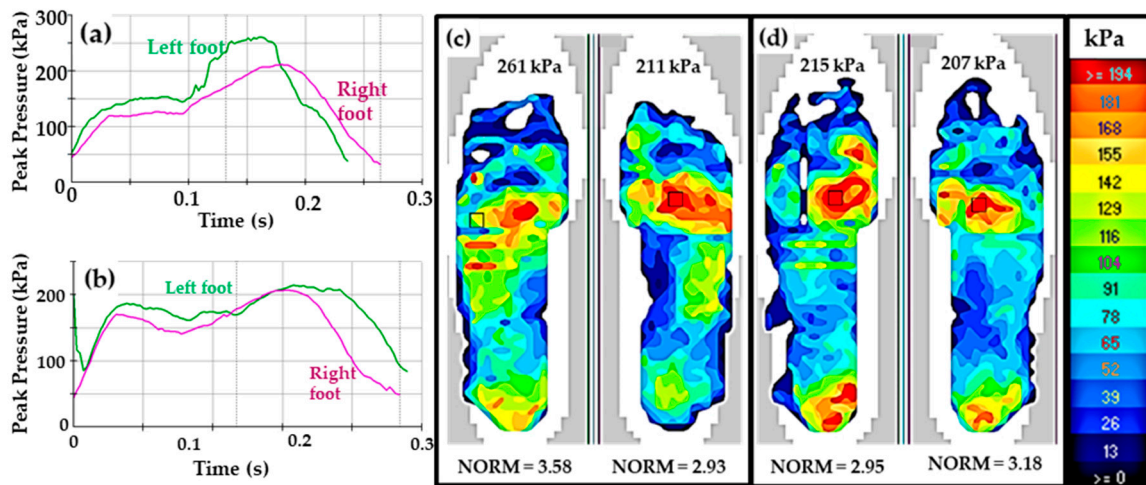 (a)
Peak Pressure (kPa)
300
250
200
150
100
50
0
Left foot
Right
foot
0
0.1
0.2
0.3
Time (s)
(b)
Peak Pressure (kPa)
200
100
0
Left foot
Right
foot
0
0.1
0.2
0.3
Time (s)
(c)
261 kPa
211 kPa
NORM = 3.58
NORM = 2.93
(d)
215 kPa
207 kPa
NORM = 2.95
NORM = 3.18
kPa
>= 194
181
168
155
142
129
116
104
91
78
65
52
39
26
13
>= 0